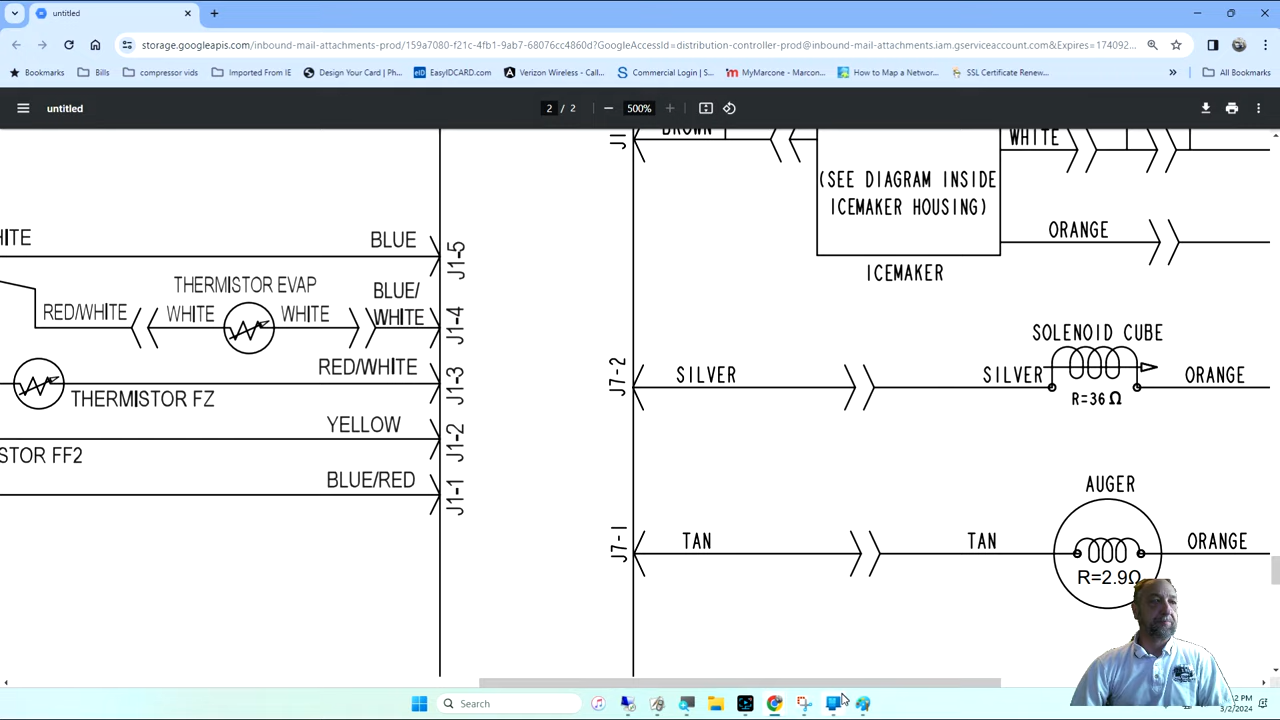 untitled
storage.googleapis.com/inbound-mail-attachments-prod/159a7080-f21c-4fb1-9ab7-69f76cc4860d?GoogleAccessId=distribution-controller-prod@inbound-mail-attachments.iam.gserviceaccount.com&Expires=174092...
Bookmarks Bills compressor vids Imported From IE Design Your Card | Ph... EasyIDCARD.com Verizon Wireless - Call... Commercial Login | S... MyMarcone - Marcon... How to Map a Networ... SSL Certificate Renew... » All Bookmarks
untitled 2 / 2 500%
BROWN WHITE
(SEE DIAGRAM INSIDE
ICEMAKER HOUSING)
ORANGE
ICEMAKER
HITE BLUE J1-5
THERMISTOR EVAP
RED/WHITE WHITE WHITE BLUE/
WHITE J1-4
RED/WHITE J1-3
THERMISTOR FZ
YELLOW J1-2
STOR FF2
BLUE/RED J1-1
SOLENOID CUBE
J7-2 SILVER SILVER ORANGE
R=36 Ω
AUGER
J7-1 TAN TAN ORANGE
R=2.9Ω
Search
3/2/2024